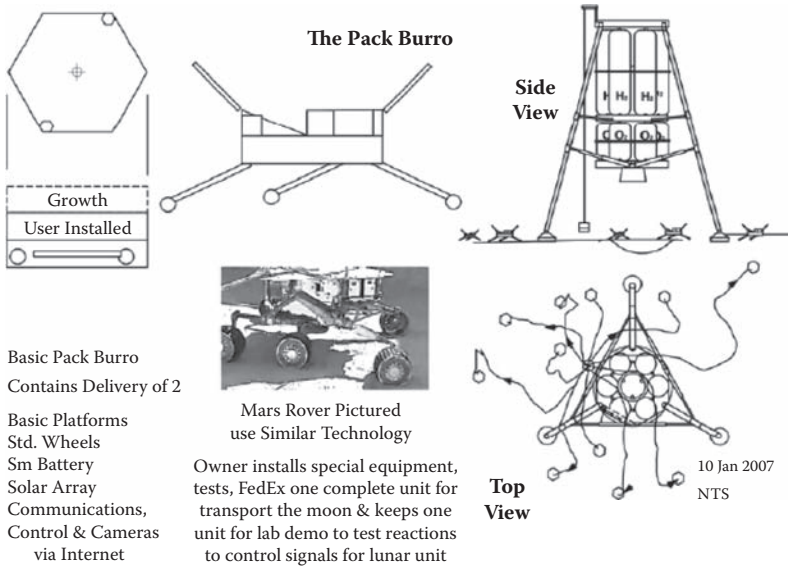 The Pack Burro
Side
View
H₂ H₂
O₂
Growth
User Installed
Basic Pack Burro
Contains Delivery of 2
Basic Platforms
Std. Wheels
Sm Battery
Solar Array
Communications,
Control & Cameras
via Internet
Mars Rover Pictured
use Similar Technology
Owner installs special equipment,
tests, FedEx one complete unit for
transport the moon & keeps one
unit for lab demo to test reactions
to control signals for lunar unit
Top
View
10 Jan 2007
NTS